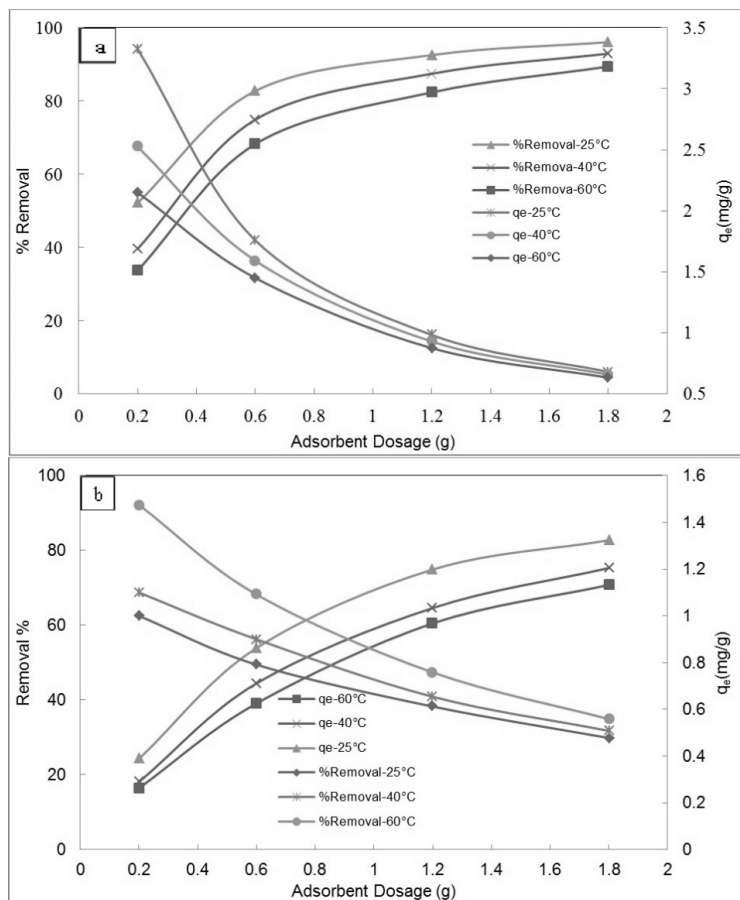 a
100
80
60
40
20
0
% Removal
3.5
3
2.5
2
1.5
1
0.5
qe(mg/g)
%Removal-25°C
%Remova-40°C
%Remova-60°C
qe-25°C
qe-40°C
qe-60°C
0 0.2 0.4 0.6 0.8 1 1.2 1.4 1.6 1.8 2
Adsorbent Dosage (g)
b
100
80
60
40
20
0
Removal %
1.6
1.4
1.2
1
0.8
0.6
0.4
0.2
0
qe(mg/g)
qe-60°C
qe-40°C
qe-25°C
%Removal-25°C
%Removal-40°C
%Removal-60°C
0 0.2 0.4 0.6 0.8 1 1.2 1.4 1.6 1.8 2
Adsorbent Dosage (g)